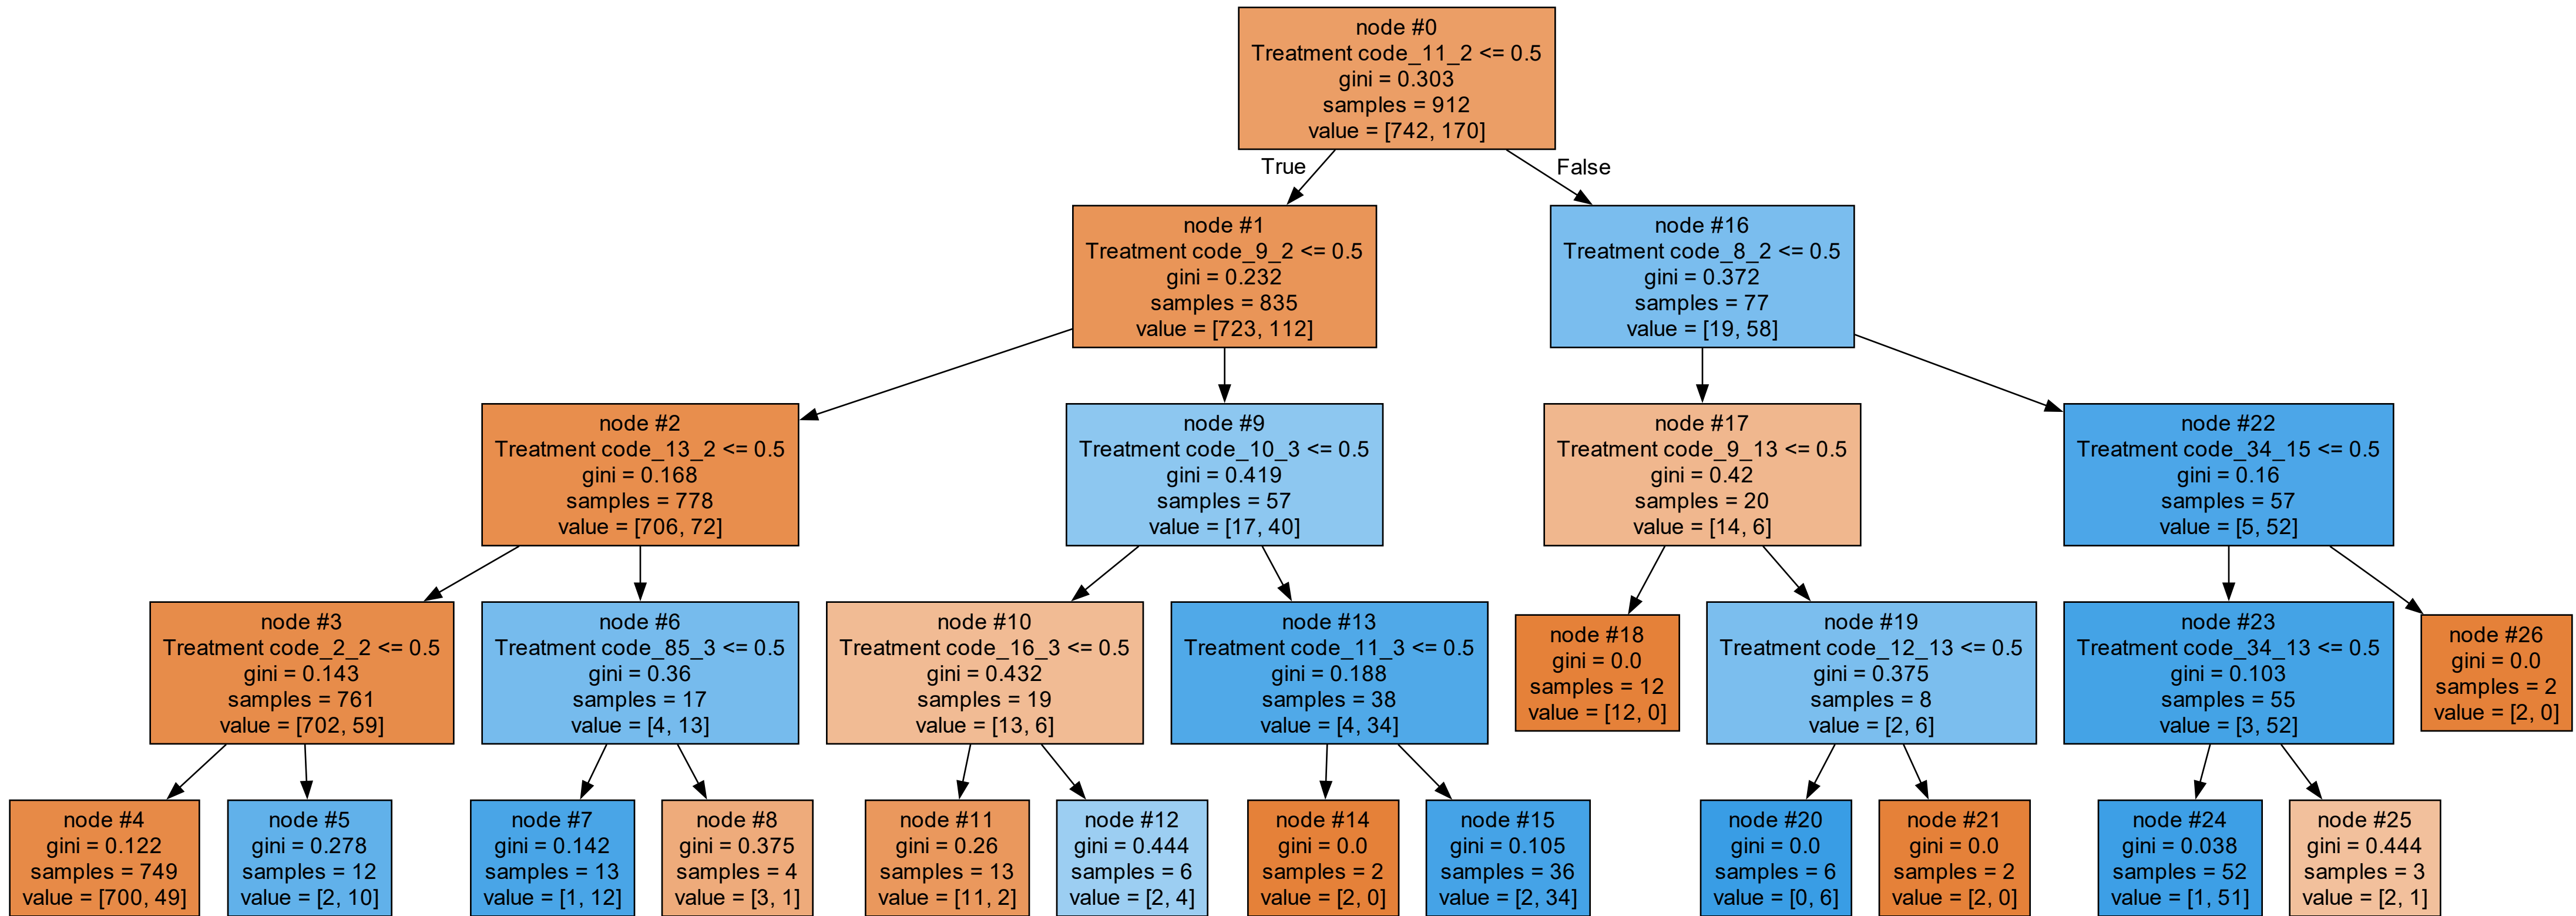 node #0
Treatment code_11_2 <= 0.5
gini = 0.303
samples = 912
value = [742, 170]
True
False
node #1
Treatment code_9_2 <= 0.5
gini = 0.232
samples = 835
value = [723, 112]
node #16
Treatment code_8_2 <= 0.5
gini = 0.372
samples = 77
value = [19, 58]
node #2
Treatment code_13_2 <= 0.5
gini = 0.168
samples = 778
value = [706, 72]
node #9
Treatment code_10_3 <= 0.5
gini = 0.419
samples = 57
value = [17, 40]
node #17
Treatment code_9_13 <= 0.5
gini = 0.42
samples = 20
value = [14, 6]
node #22
Treatment code_34_15 <= 0.5
gini = 0.16
samples = 57
value = [5, 52]
node #3
Treatment code_2_2 <= 0.5
gini = 0.143
samples = 761
value = [702, 59]
node #6
Treatment code_85_3 <= 0.5
gini = 0.36
samples = 17
value = [4, 13]
node #10
Treatment code_16_3 <= 0.5
gini = 0.432
samples = 19
value = [13, 6]
node #13
Treatment code_11_3 <= 0.5
gini = 0.188
samples = 38
value = [4, 34]
node #18
gini = 0.0
samples = 12
value = [12, 0]
node #19
Treatment code_12_13 <= 0.5
gini = 0.375
samples = 8
value = [2, 6]
node #23
Treatment code_34_13 <= 0.5
gini = 0.103
samples = 55
value = [3, 52]
node #26
gini = 0.0
samples = 2
value = [2, 0]
node #4
gini = 0.122
samples = 749
value = [700, 49]
node #5
gini = 0.278
samples = 12
value = [2, 10]
node #7
gini = 0.142
samples = 13
value = [1, 12]
node #8
gini = 0.375
samples = 4
value = [3, 1]
node #11
gini = 0.26
samples = 13
value = [11, 2]
node #12
gini = 0.444
samples = 6
value = [2, 4]
node #14
gini = 0.0
samples = 2
value = [2, 0]
node #15
gini = 0.105
samples = 36
value = [2, 34]
node #20
gini = 0.0
samples = 6
value = [0, 6]
node #21
gini = 0.0
samples = 2
value = [2, 0]
node #24
gini = 0.038
samples = 52
value = [1, 51]
node #25
gini = 0.444
samples = 3
value = [2, 1]